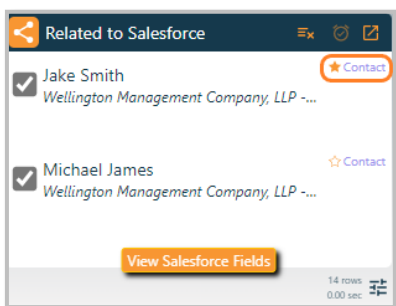 Related to Salesforce
Jake Smith
Contact
Wellington Management Company, LLP -...
Michael James
Contact
Wellington Management Company, LLP -...
View Salesforce Fields
14 rows
0.00 sec